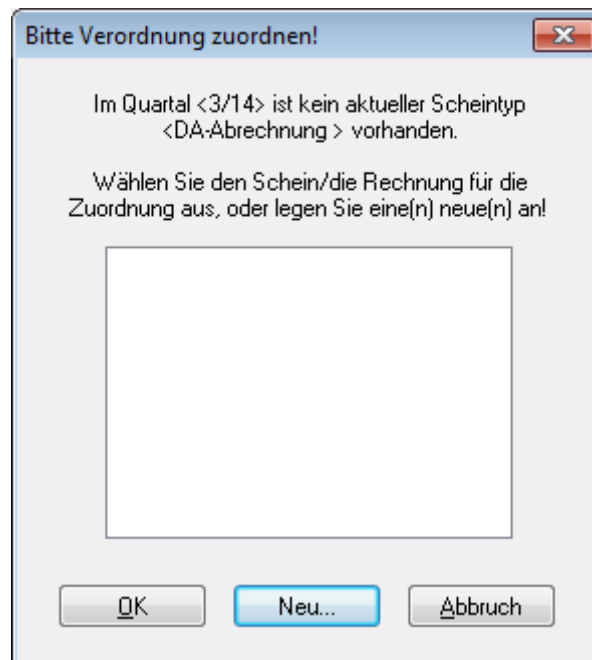 Bitte Verordnung zuordnen!
Im Quartal <3/14> ist kein aktueller Scheintyp
<DA-Abrechnung > vorhanden.
Wählen Sie den Schein/die Rechnung für die
Zuordnung aus, oder legen Sie eine(n) neue(n) an!
OK
Neu...
Abbruch